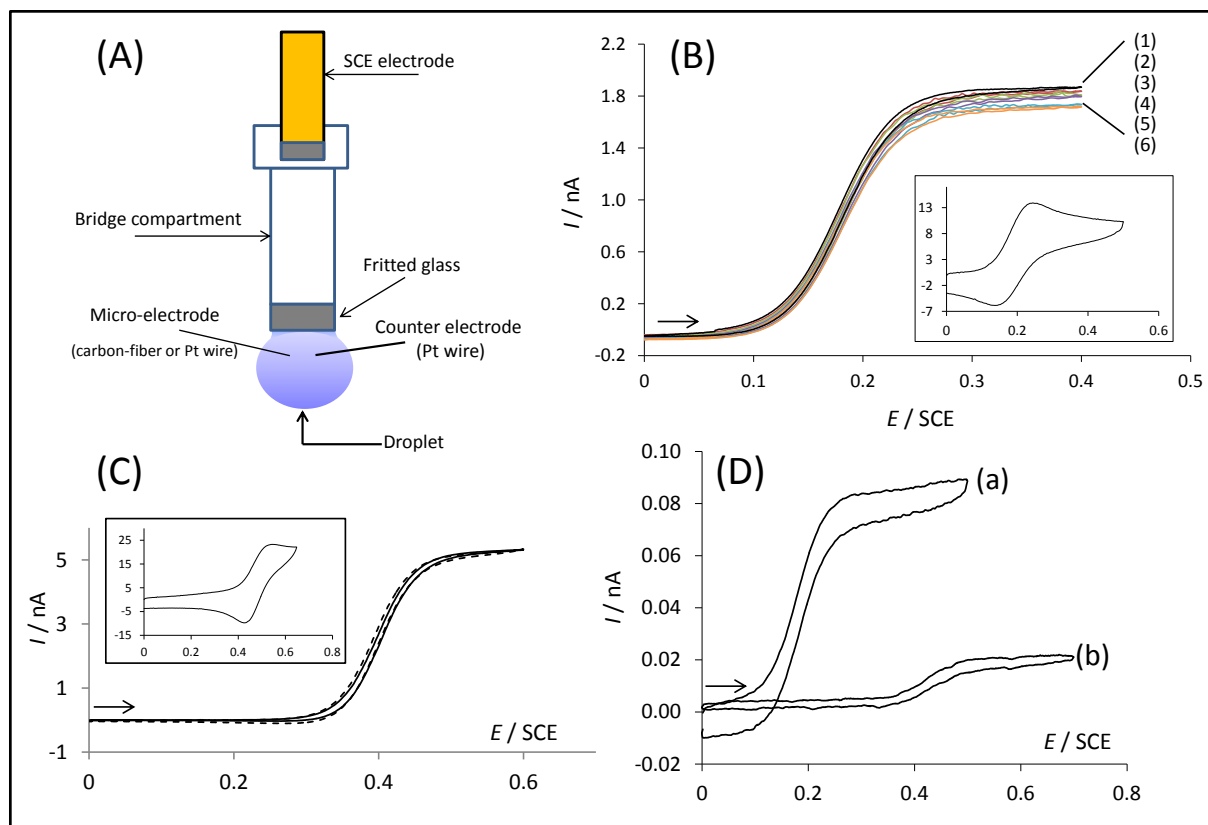 (A)
SCE electrode
Bridge compartment
Fritted glass
Micro-electrode
(carbon-fiber or Pt wire)
Counter electrode
(Pt wire)
Droplet
(B)
2.2
1.8
1.4
1.0
0.6
0.2
-0.2
I / nA
0
0.1
0.2
0.3
0.4
0.5
E / SCE
(1)
(2)
(3)
(4)
(5)
(6)
13
8
3
-2
-7
0
0.2
0.4
0.6
(C)
5
3
1
-1
I / nA
0
0.2
0.4
0.6
E / SCE
25
15
5
-5
-15
0
0.2
0.4
0.6
0.8
(D)
0.10
0.08
0.06
0.04
0.02
0.00
-0.02
I / nA
(a)
(b)
E / SCE
0
0.2
0.4
0.6
0.8